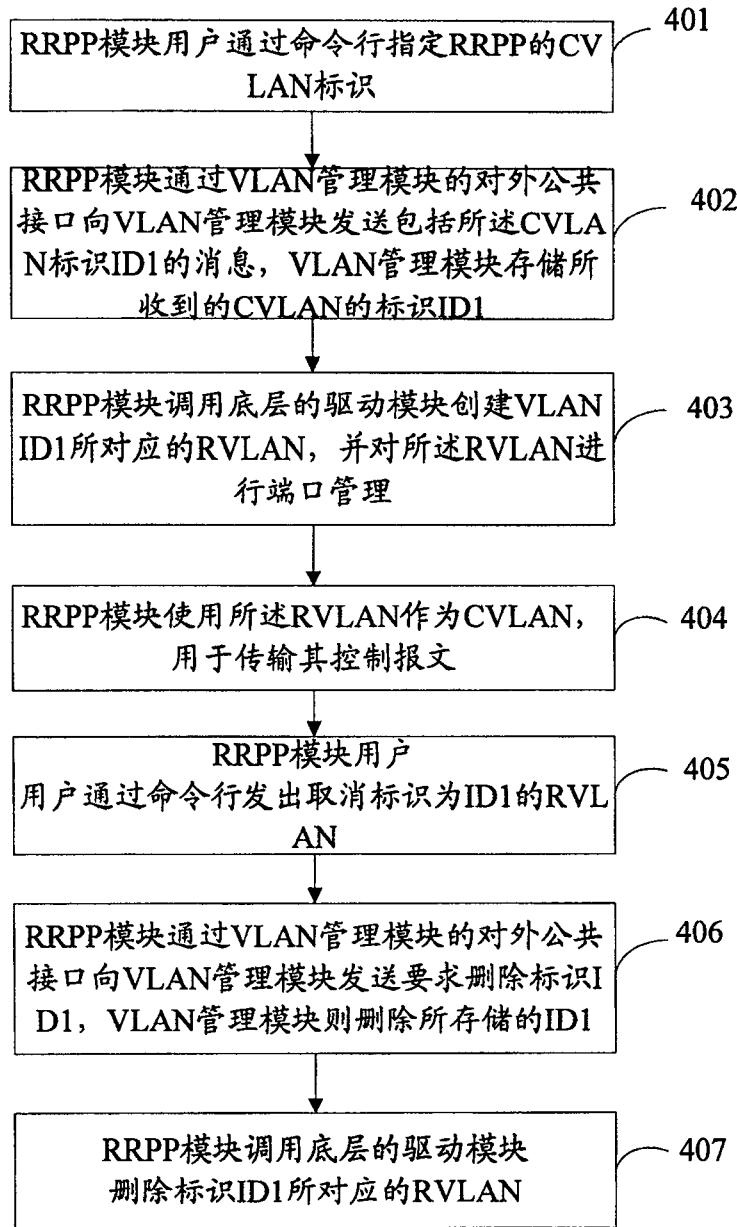 RRPP模块用户通过命令行指定RRPP的CV
LAN标识
401
RRPP模块通过VLAN管理模块的对外公共
接口向VLAN管理模块发送包括所述CVLA
N标识ID1的消息，VLAN管理模块存储所
收到的CVLAN的标识ID1
402
RRPP模块调用底层的驱动模块创建VLAN
ID1所对应的RVLAN，并对所述RVLAN进
行端口管理
403
RRPP模块使用所述RVLAN作为CVLAN，
用于传输其控制报文
404
RRPP模块用户
用户通过命令行发出取消标识为ID1的RVL
AN
405
RRPP模块通过VLAN管理模块的对外公共
接口向VLAN管理模块发送要求删除标识I
D1，VLAN管理模块则删除所存储的ID1
406
RRPP模块调用底层的驱动模块
删除标识ID1所对应的RVLAN
407